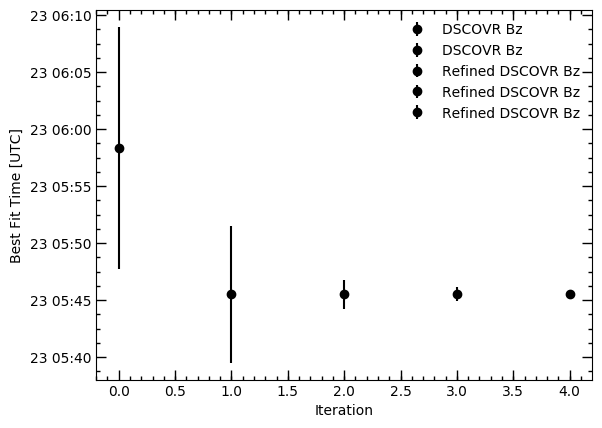 23 06:10
23 06:05
23 06:00
23 05:55
23 05:50
23 05:45
23 05:40
Best Fit Time [UTC]
DSCOVR Bz
DSCOVR Bz
Refined DSCOVR Bz
Refined DSCOVR Bz
Refined DSCOVR Bz
0.0 0.5 1.0 1.5 2.0 2.5 3.0 3.5 4.0
Iteration